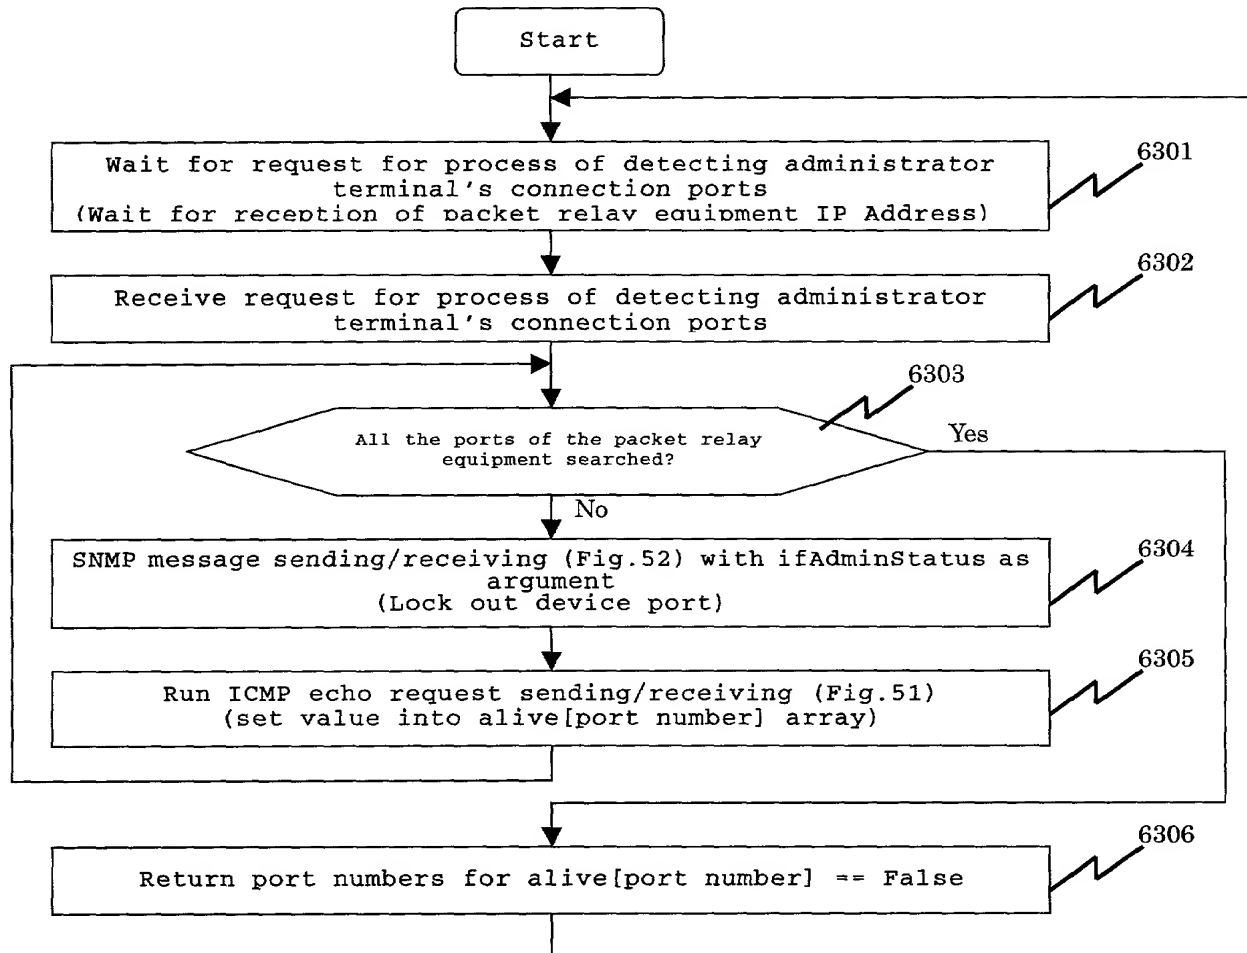 Start
Wait for request for process of detecting administrator
terminal's connection ports
(Wait for reception of packet relay equipment IP Address)
6301
Receive request for process of detecting administrator
terminal's connection ports
6302
6303
All the ports of the packet relay
equipment searched?
Yes
No
SNMP message sending/receiving (Fig.52) with ifAdminStatus as
argument
(Lock out device port)
6304
Run ICMP echo request sending/receiving (Fig.51)
(set value into alive[port number] array)
6305
Return port numbers for alive[port number] == False
6306